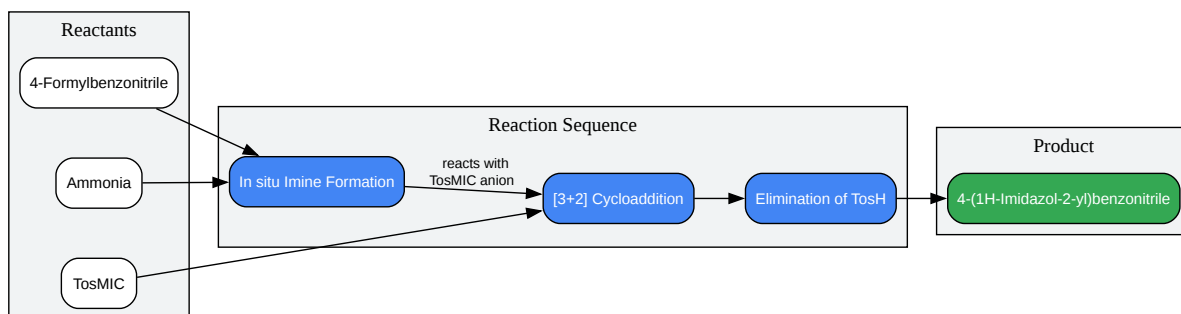 Reactants
4-Formylbenzonitrile
Ammonia
TosMIC
Reaction Sequence
In situ Imine Formation
reacts with
TosMIC anion
[3+2] Cycloaddition
Elimination of TosH
Product
4-(1H-Imidazol-2-yl)benzonitrile